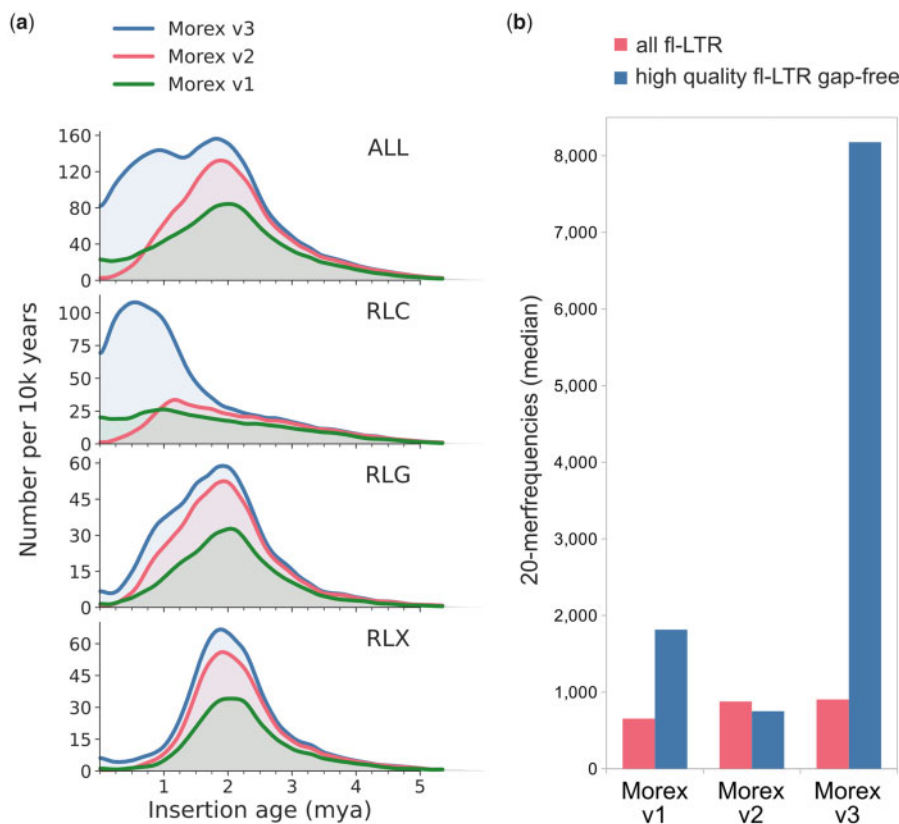 (a)
Morex v3
Morex v2
Morex v1
Number per 10k years
160
120
80
40
0
ALL
100
75
50
25
0
RLC
60
45
30
15
0
RLG
60
45
30
15
0
RLX
1 2 3 4 5
Insertion age (mya)
(b)
all fl-LTR
high quality fl-LTR gap-free
20-merfrequencies (median)
8,000
7,000
6,000
5,000
4,000
3,000
2,000
1,000
0
Morex v1
Morex v2
Morex v3